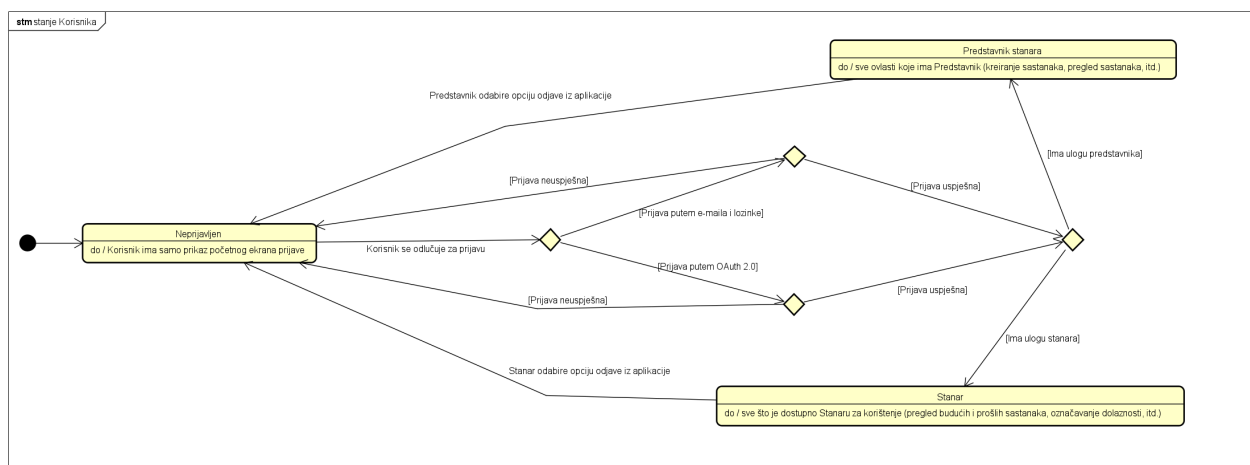 stm stanje Korisnika
Predstavnik stanara
do / sve ovlasti koje ima Predstavnik (kreiranje sastanaka, pregled sastanaka, itd.)
Predstavnik odabire opciju odjave iz aplikacije
[Ima ulogu predstavnika]
[Prijava neuspješna]
[Prijava uspješna]
[Prijava putem e-maila i lozinke]
Neprijavljen
do / Korisnik ima samo prikaz početnog ekrana prijave
Korisnik se odlučuje za prijavu
[Prijava putem OAuth 2.0]
[Prijava neuspješna]
[Prijava uspješna]
[Ima ulogu stanara]
Stanar odabire opciju odjave iz aplikacije
Stanar
do / sve što je dostupno Stanaru za korištenje (pregled budućih i prošlih sastanaka, označavanje dolaznosti, itd.)